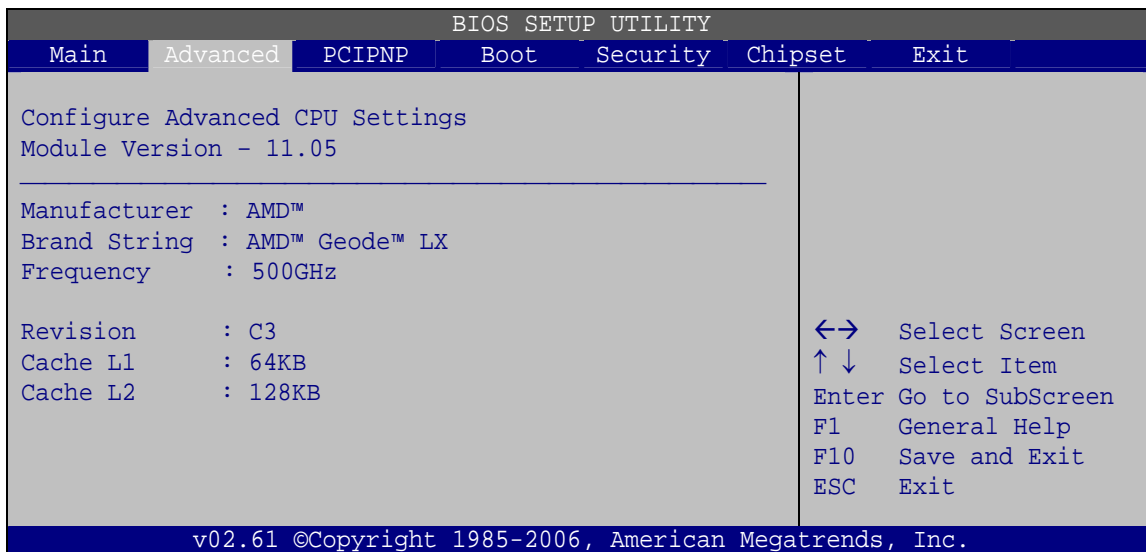 BIOS SETUP UTILITY
Main Advanced PCIPNP Boot Security Chipset Exit
Configure Advanced CPU Settings
Module Version – 11.05
Manufacturer : AMD™
Brand String : AMD™ Geode™ LX
Frequency : 500GHz
Revision : C3
Cache L1 : 64KB
Cache L2 : 128KB
←→ Select Screen
↑ ↓ Select Item
Enter Go to SubScreen
F1 General Help
F10 Save and Exit
ESC Exit
v02.61 ©Copyright 1985-2006, American Megatrends, Inc.